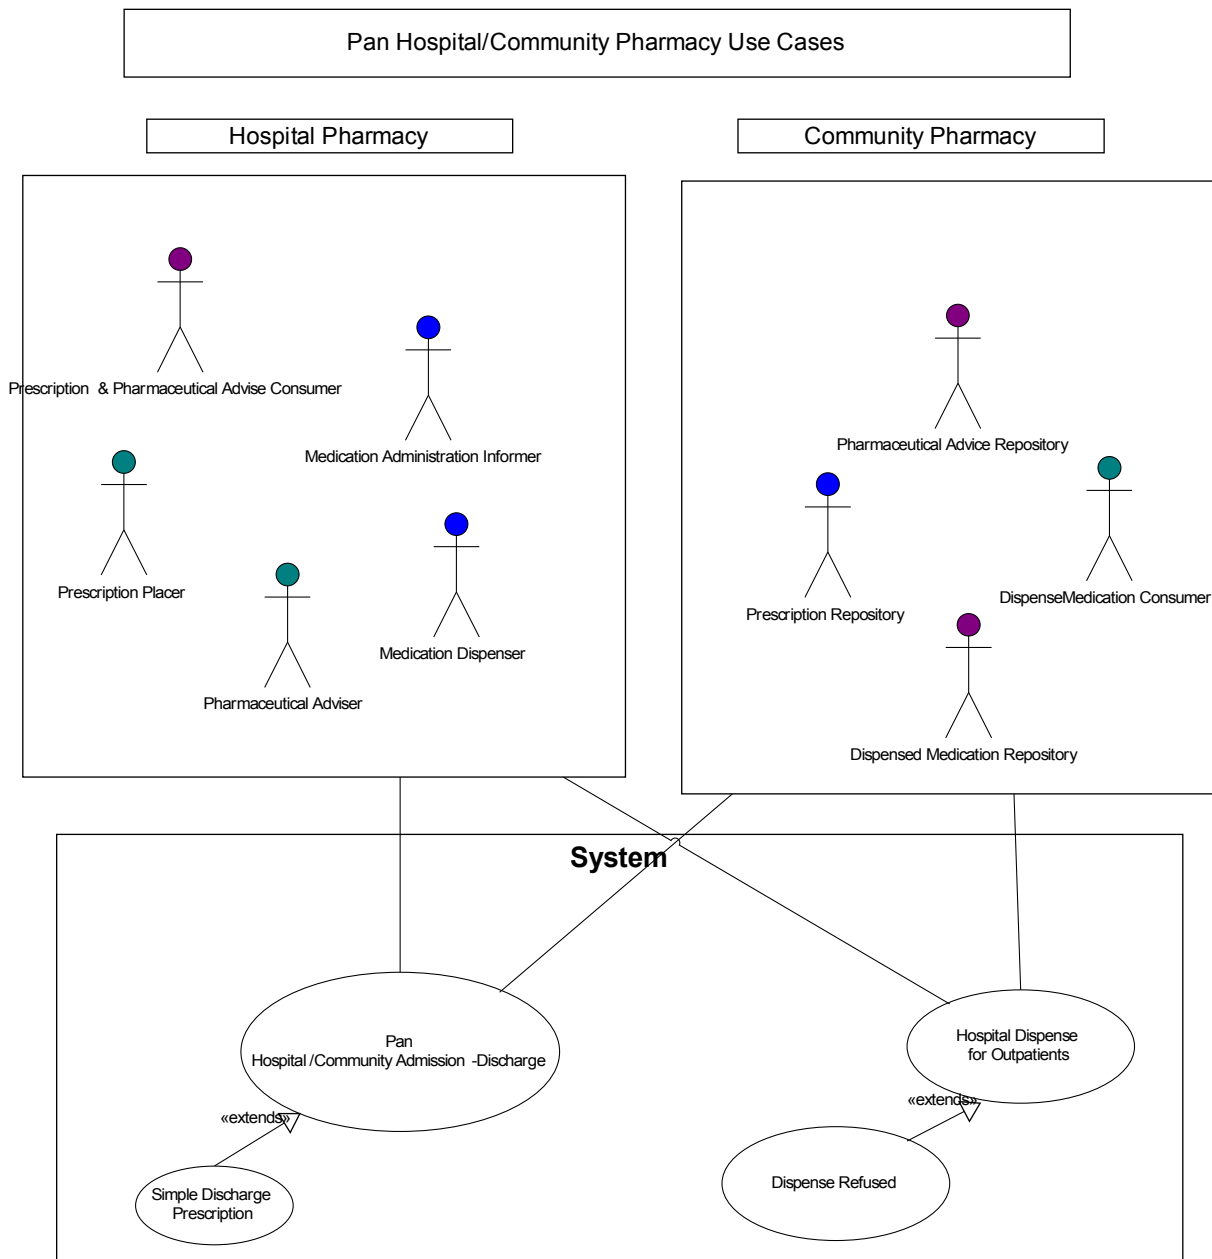 Pan Hospital/Community Pharmacy Use Cases
Hospital Pharmacy
Community Pharmacy
Prescription & Pharmaceutical Advise Consumer
Medication Administration Informer
Pharmaceutical Advice Repository
Prescription Placer
Medication Dispenser
Pharmaceutical Adviser
Prescription Repository
DispenseMedication Consumer
Dispensed Medication Repository
System
Pan
Hospital/Community Admission -Discharge
Hospital Dispense
for Outpatients
«extends»
«extends»
Simple Discharge
Prescription
Dispense Refused